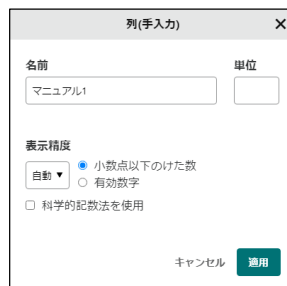 列(手入力)
×
名前
単位
マニュアル1
表示精度
自動 ▼
小数点以下のけた数
有効数字
科学的記数法を使用
キャンセル
適用